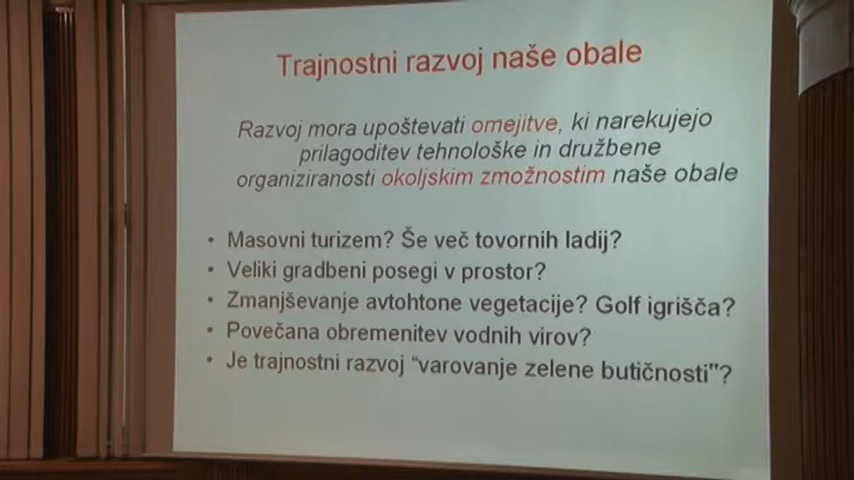 Trajnostni razvoj naše obale
Razvoj mora upoštevati omejitve, ki narekujejo
prilagoditev tehnološke in družbene
organiziranosti okoljskim zmožnostim naše obale
• Masovni turizem? Še več tovornih ladij?
• Veliki gradbeni posegi v prostor?
• Zmanjševanje avtohtone vegetacije? Golf igrišča?
• Povečana obremenitev vodnih virov?
• Je trajnostni razvoj “varovanje zelene butičnosti”?